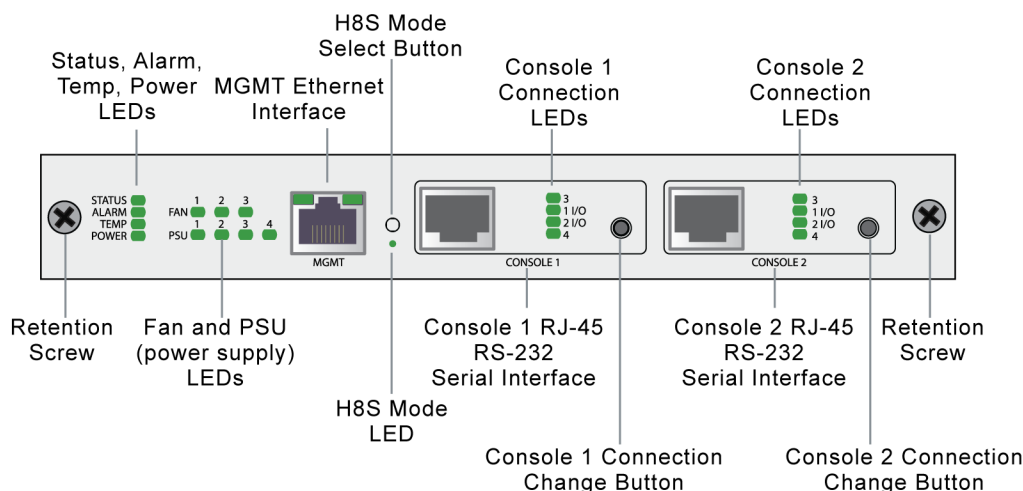 H8S Mode
Select Button
Status, Alarm,
Temp, Power
LEDs
MGMT Ethernet
Interface
Console 1
Connection
LEDs
Console 2
Connection
LEDs
STATUS
ALARM
TEMP
POWER
1 2 3
FAN
1 2 3 4
PSU
MGMT
3
1 I/O
2 I/O
4
CONSOLE 1
3
1 I/O
2 I/O
4
CONSOLE 2
Retention
Screw
Fan and PSU
(power supply)
LEDs
H8S Mode
LED
Console 1 RJ-45
RS-232
Serial Interface
Console 2 RJ-45
RS-232
Serial Interface
Retention
Screw
Console 1 Connection
Change Button
Console 2 Connection
Change Button